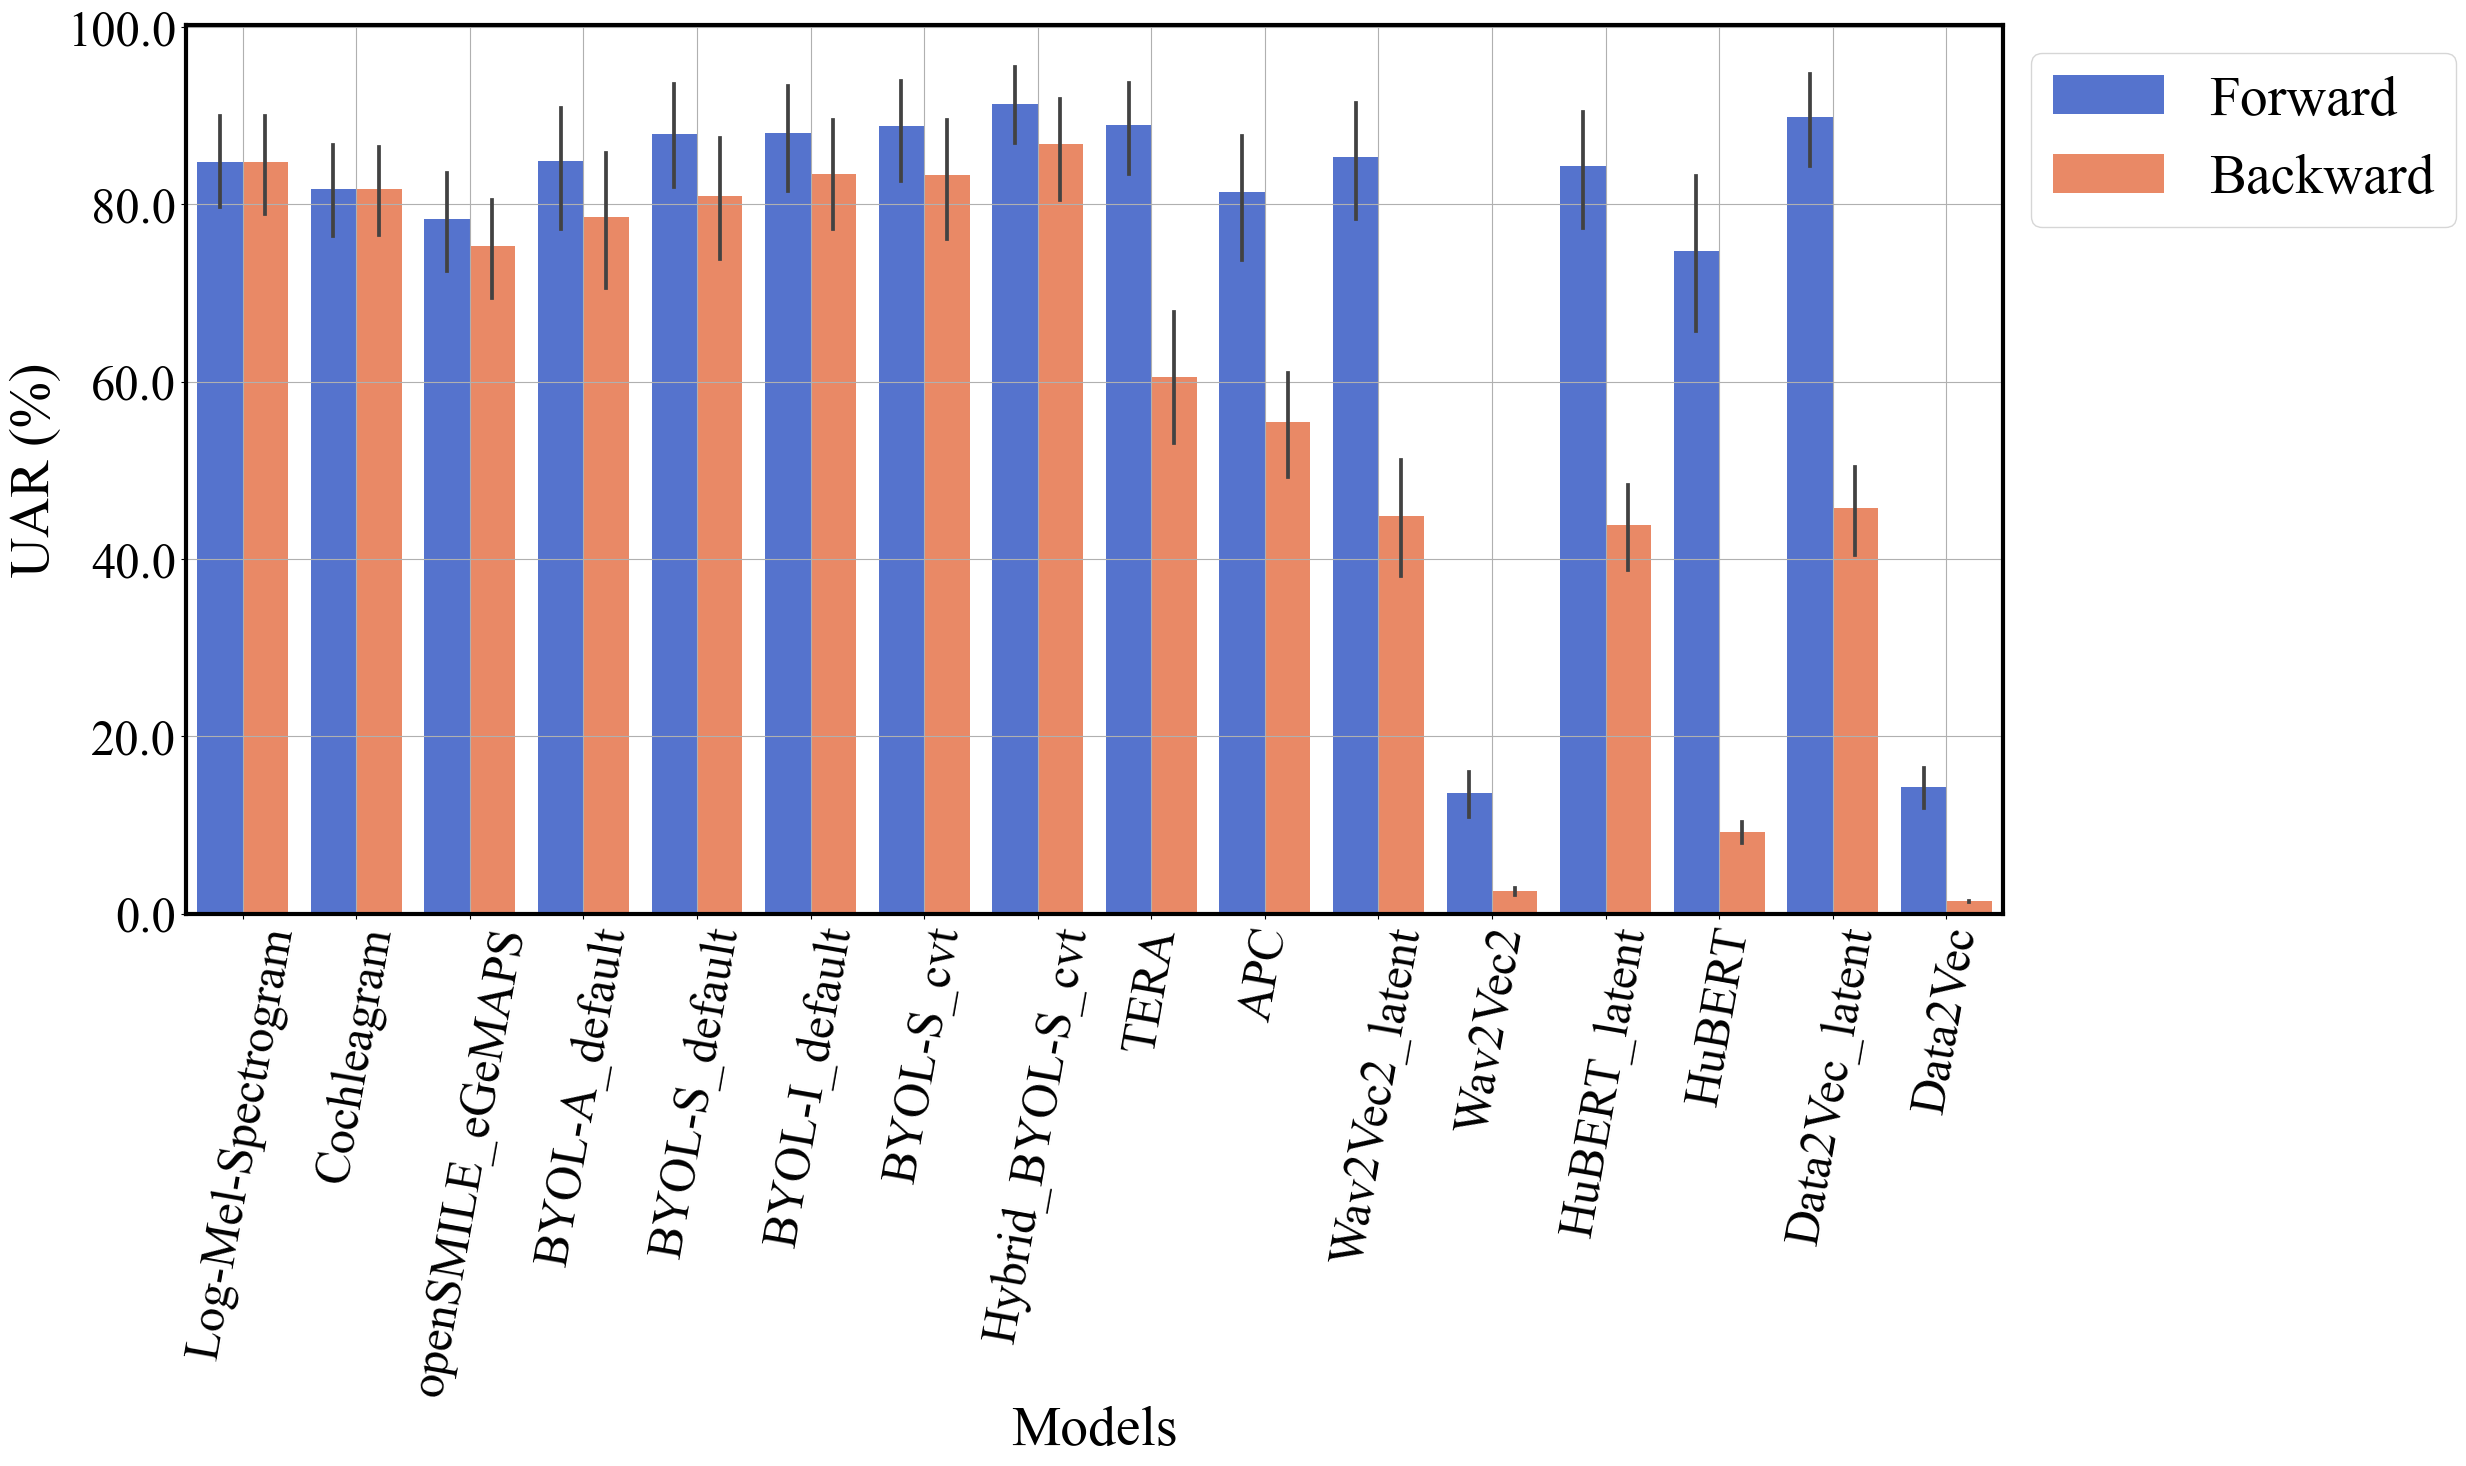 UAR (%)
100.0
80.0
60.0
40.0
20.0
0.0
Forward
Backward
Log-Mel-Spectrogram
Cochleagram
openSMILE_eGeMAPS
BYOL-A_default
BYOL-S_default
BYOL-I_default
BYOL-S_cvt
Hybrid_BYOL-S_cvt
TERA
APC
Wav2Vec2_latent
Wav2Vec2
HuBERT_latent
HuBERT
Data2Vec_latent
Data2Vec
Models